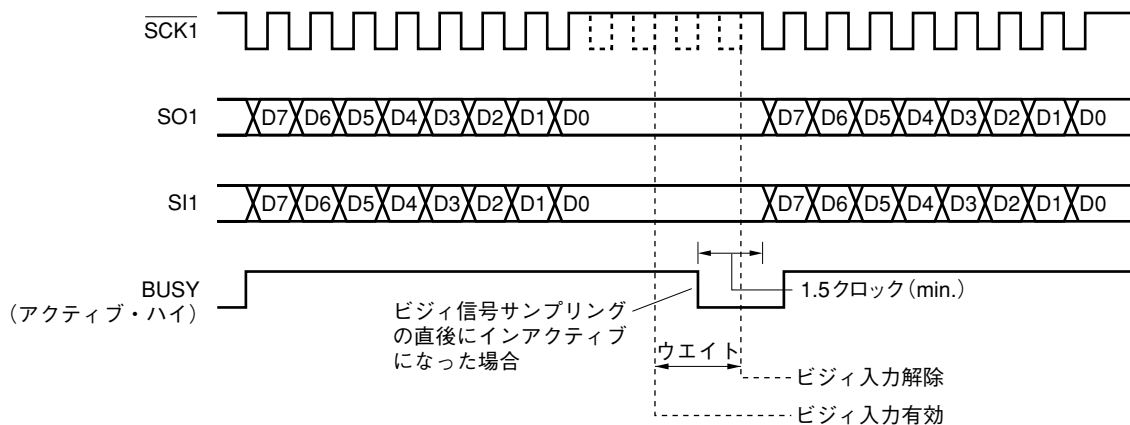 SCK1
SO1
D7 D6 D5 D4 D3 D2 D1 D0 D7 D6 D5 D4 D3 D2 D1 D0
SI1
D7 D6 D5 D4 D3 D2 D1 D0 D7 D6 D5 D4 D3 D2 D1 D0
BUSY
（アクティブ・ハイ）
1.5クロック（min.）
ビジィ信号サンプリング
の直後にインアクティブ
になった場合
ウエイト
ビジィ入力解除
ビジィ入力有効